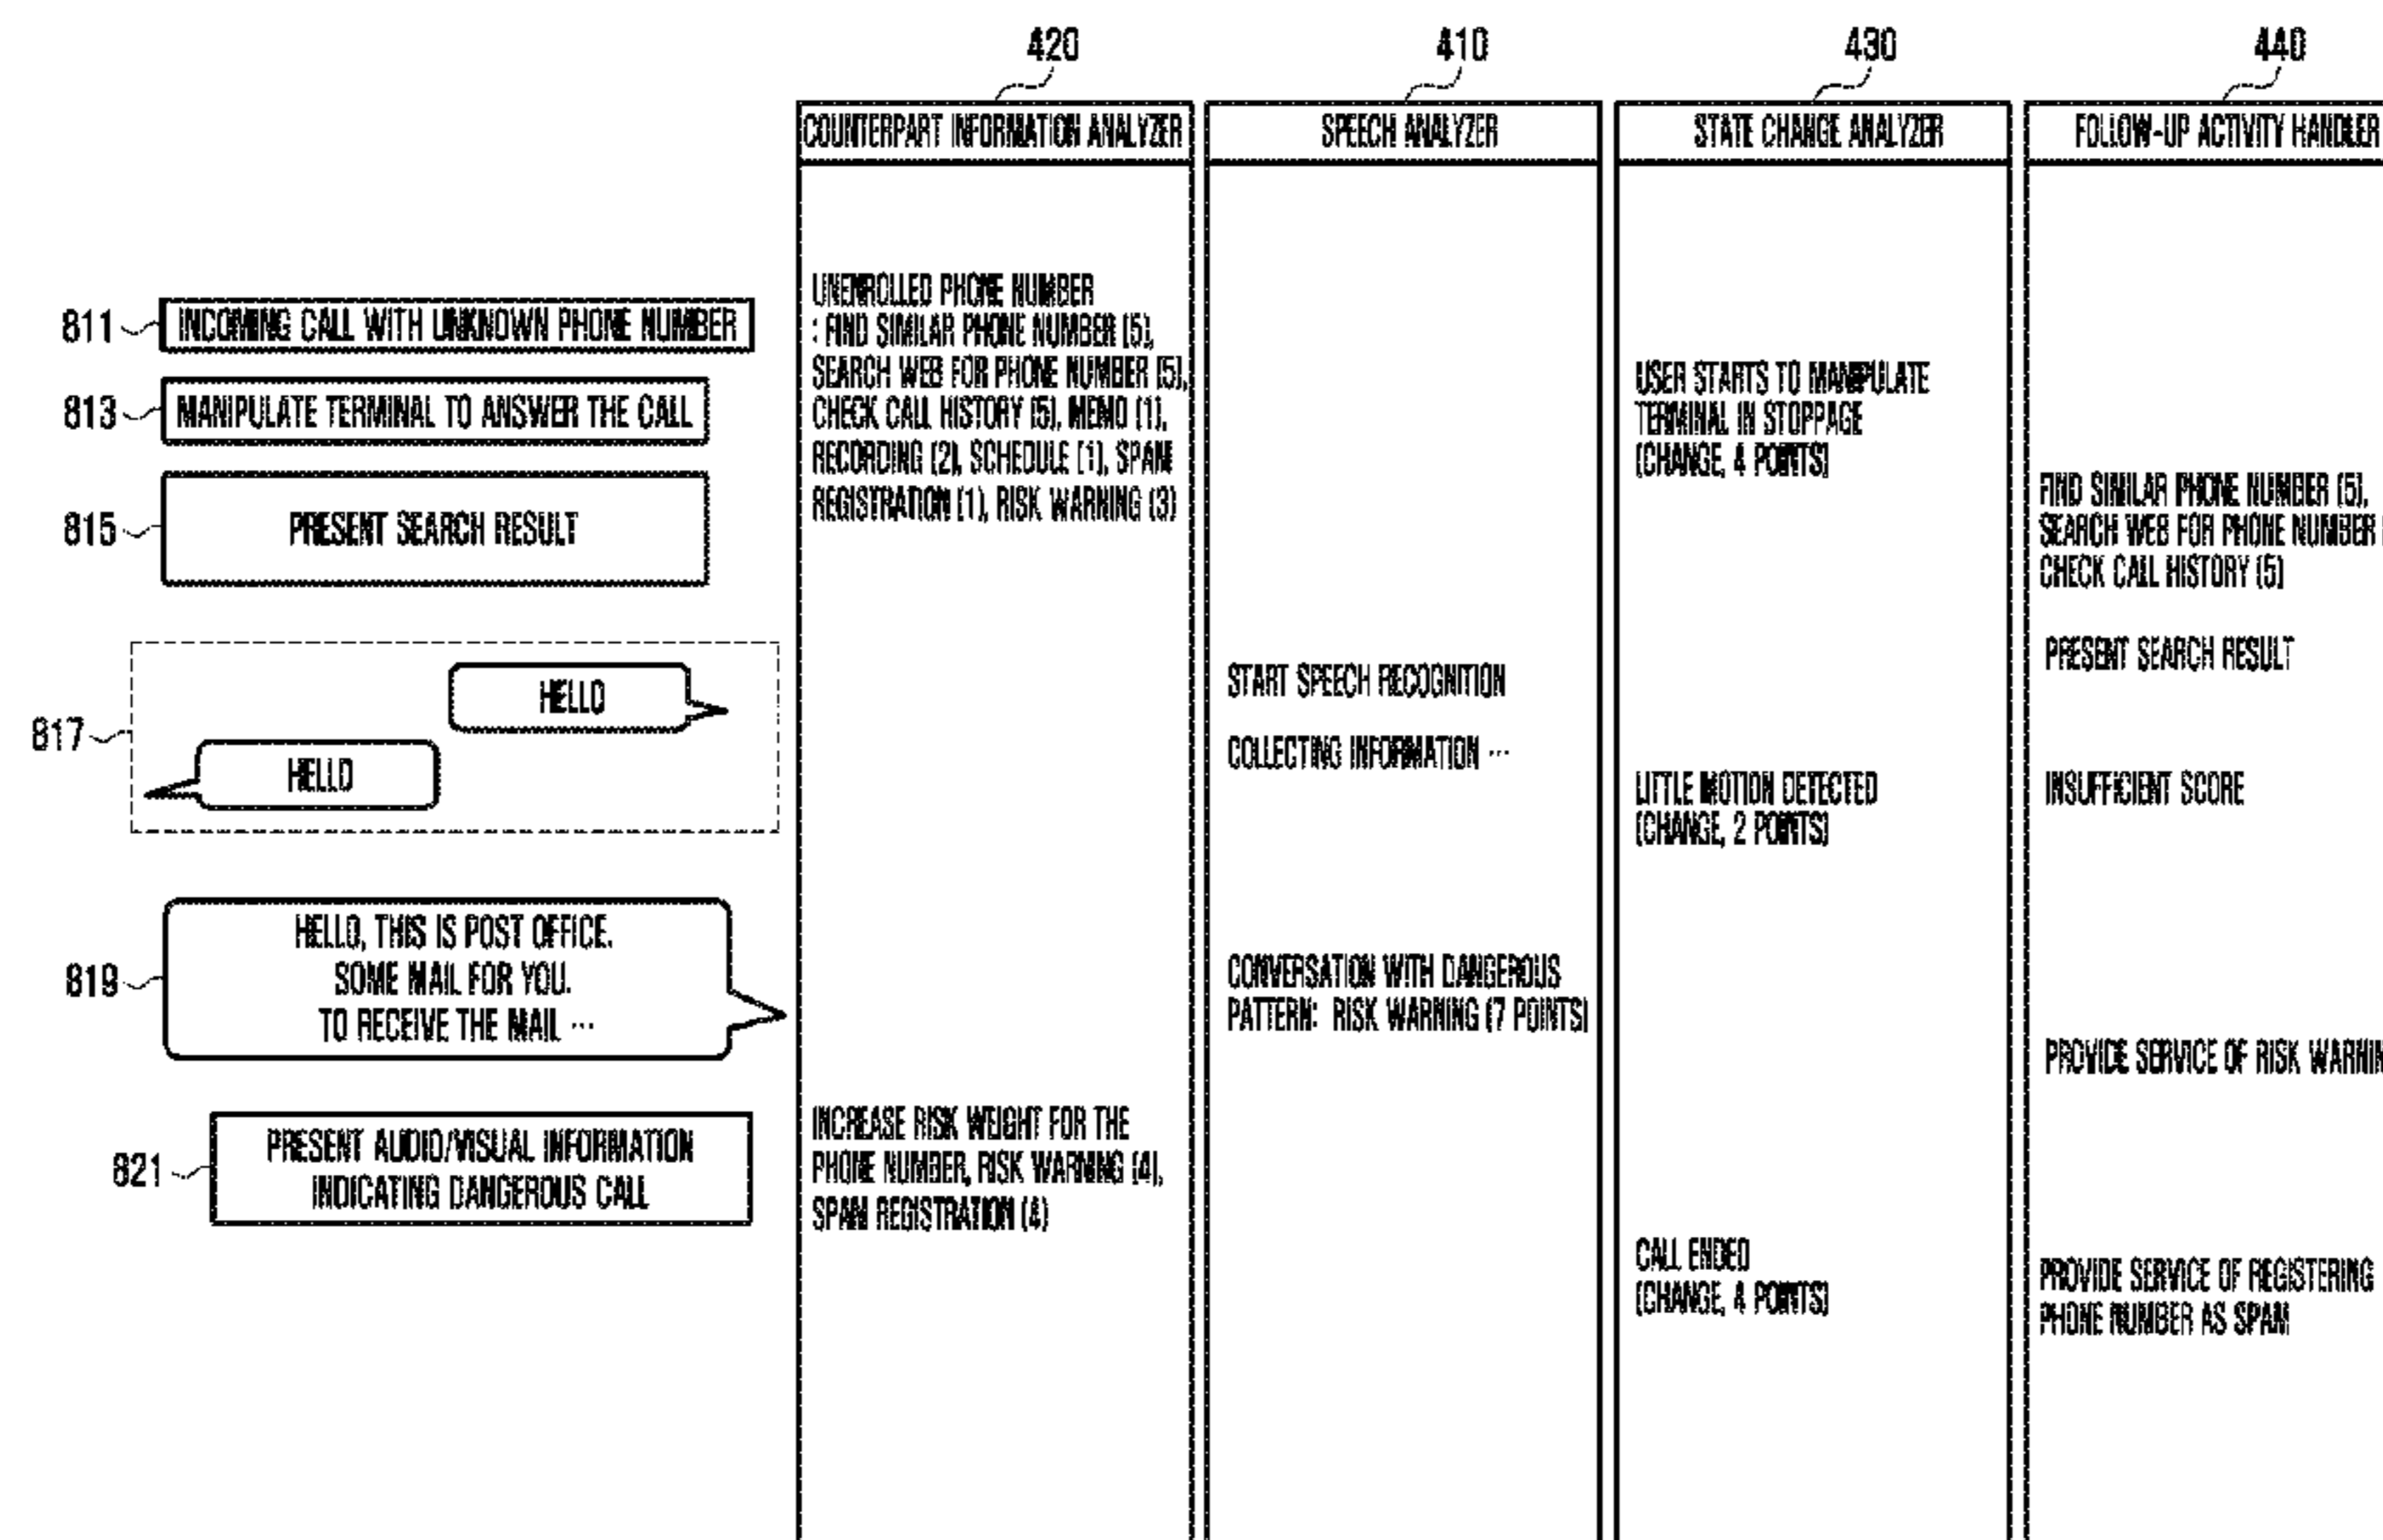 420
410
430
440
COUNTERPART INFORMATION ANALYZER
SPEECH ANALYZER
STATE CHANGE ANALYZER
FOLLOW-UP ACTIVITY HANDLER
811
INCOMING CALL WITH UNKNOWN PHONE NUMBER
813
MANIPULATE TERMINAL TO ANSWER THE CALL
815
PRESENT SEARCH RESULT
UNENROLLED PHONE NUMBER
: FIND SIMILAR PHONE NUMBER (5),
SEARCH WEB FOR PHONE NUMBER (5),
CHECK CALL HISTORY (5), MEMO (1),
RECORDING (2), SCHEDULE (1), SPAM
REGISTRATION (1), RISK WARNING (3)
USER STARTS TO MANIPULATE
TERMINAL IN STOPPAGE
(CHANGE, 4 POINTS)
FIND SIMILAR PHONE NUMBER (5),
SEARCH WEB FOR PHONE NUMBER
CHECK CALL HISTORY (5)
PRESENT SEARCH RESULT
817
HELLO
HELLO
START SPEECH RECOGNITION
COLLECTING INFORMATION ···
LITTLE MOTION DETECTED
(CHANGE, 2 POINTS)
INSUFFICIENT SCORE
819
HELLO, THIS IS POST OFFICE.
SOME MAIL FOR YOU.
TO RECEIVE THE MAIL ···
CONVERSATION WITH DANGEROUS
PATTERN: RISK WARNING (7 POINTS)
PROVIDE SERVICE OF RISK
821
PRESENT AUDIO/VISUAL INFORMATION
INDICATING DANGEROUS CALL
INCREASE RISK WEIGHT FOR THE
PHONE NUMBER, RISK WARNING (4),
SPAM REGISTRATION (4)
CALL ENDED
(CHANGE, 4 POINTS)
PROVIDE SERVICE OF REGISTERING
PHONE NUMBER AS SPAM